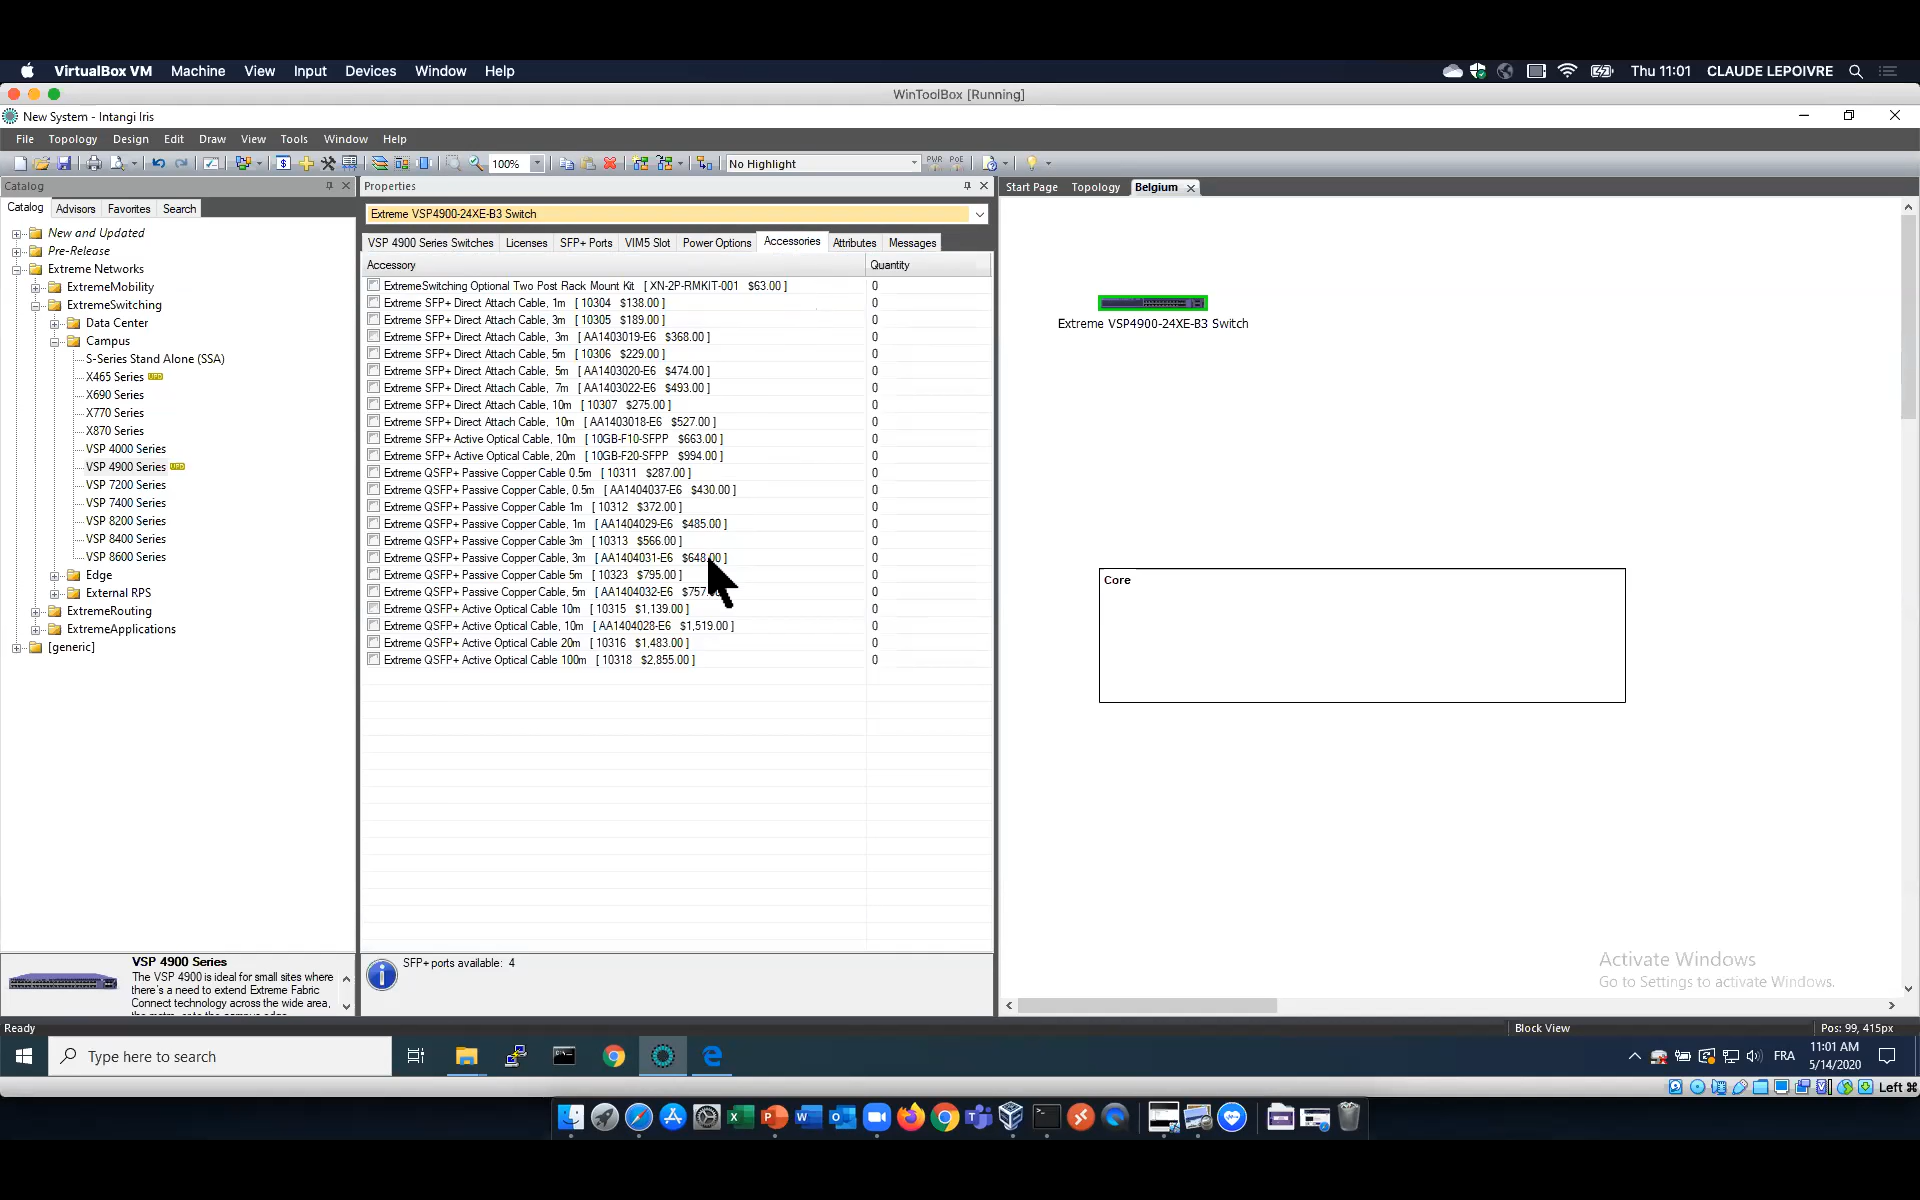 VirtualBox VM Machine View Input Devices Window Help Thu 11:01 CLAUDE LEPOIVRE
WinToolBox [Running]
New System - Intangi Iris
File Topology Design Edit Draw View Tools Window Help
100% No Highlight PWR PoE
Catalog
Catalog Advisors Favorites Search
New and Updated
Pre-Release
Extreme Networks
ExtremeMobility
ExtremeSwitching
Data Center
Campus
S-Series Stand Alone (SSA)
X465 Series UPD
X690 Series
X770 Series
X870 Series
VSP 4000 Series
VSP 4900 Series UPD
VSP 7200 Series
VSP 7400 Series
VSP 8200 Series
VSP 8400 Series
VSP 8600 Series
Edge
External RPS
ExtremeRouting
ExtremeApplications
[generic]
VSP 4900 Series
The VSP 4900 is ideal for small sites where
there's a need to extend Extreme Fabric
Connect technology across the wide area,
Properties
Extreme VSP4900-24XE-B3 Switch
VSP 4900 Series Switches Licenses SFP+ Ports VIM5 Slot Power Options Accessories Attributes Messages
Accessory Quantity
ExtremeSwitching Optional Two Post Rack Mount Kit [ XN-2P-RMKIT-001 $63.00 ] 0
Extreme SFP+ Direct Attach Cable, 1m [ 10304 $138.00 ] 0
Extreme SFP+ Direct Attach Cable, 3m [ 10305 $189.00 ] 0
Extreme SFP+ Direct Attach Cable, 3m [ AA1403019-E6 $368.00 ] 0
Extreme SFP+ Direct Attach Cable, 5m [ 10306 $229.00 ] 0
Extreme SFP+ Direct Attach Cable, 5m [ AA1403020-E6 $474.00 ] 0
Extreme SFP+ Direct Attach Cable, 7m [ AA1403022-E6 $493.00 ] 0
Extreme SFP+ Direct Attach Cable, 10m [ 10307 $275.00 ] 0
Extreme SFP+ Direct Attach Cable, 10m [ AA1403018-E6 $527.00 ] 0
Extreme SFP+ Active Optical Cable, 10m [ 10GB-F10-SFPP $663.00 ] 0
Extreme SFP+ Active Optical Cable, 20m [ 10GB-F20-SFPP $994.00 ] 0
Extreme QSFP+ Passive Copper Cable 0.5m [ 10311 $287.00 ] 0
Extreme QSFP+ Passive Copper Cable, 0.5m [ AA1404037-E6 $430.00 ] 0
Extreme QSFP+ Passive Copper Cable 1m [ 10312 $372.00 ] 0
Extreme QSFP+ Passive Copper Cable, 1m [ AA1404029-E6 $485.00 ] 0
Extreme QSFP+ Passive Copper Cable 3m [ 10313 $566.00 ] 0
Extreme QSFP+ Passive Copper Cable, 3m [ AA1404031-E6 $648.00 ] 0
Extreme QSFP+ Passive Copper Cable 5m [ 10323 $795.00 ] 0
Extreme QSFP+ Passive Copper Cable, 5m [ AA1404032-E6 $757. 0
Extreme QSFP+ Active Optical Cable 10m [ 10315 $1,139.00 ] 0
Extreme QSFP+ Active Optical Cable, 10m [ AA1404028-E6 $1,519.00 ] 0
Extreme QSFP+ Active Optical Cable 20m [ 10316 $1,483.00 ] 0
Extreme QSFP+ Active Optical Cable 100m [ 10318 $2,855.00 ] 0
SFP+ ports available: 4
Start Page Topology Belgium
Extreme VSP4900-24XE-B3 Switch
Core
Activate Windows
Go to Settings to activate Windows.
Ready Block View Pos: 99, 415px
Type here to search
FRA
11:01 AM
5/14/2020
Left ⌘